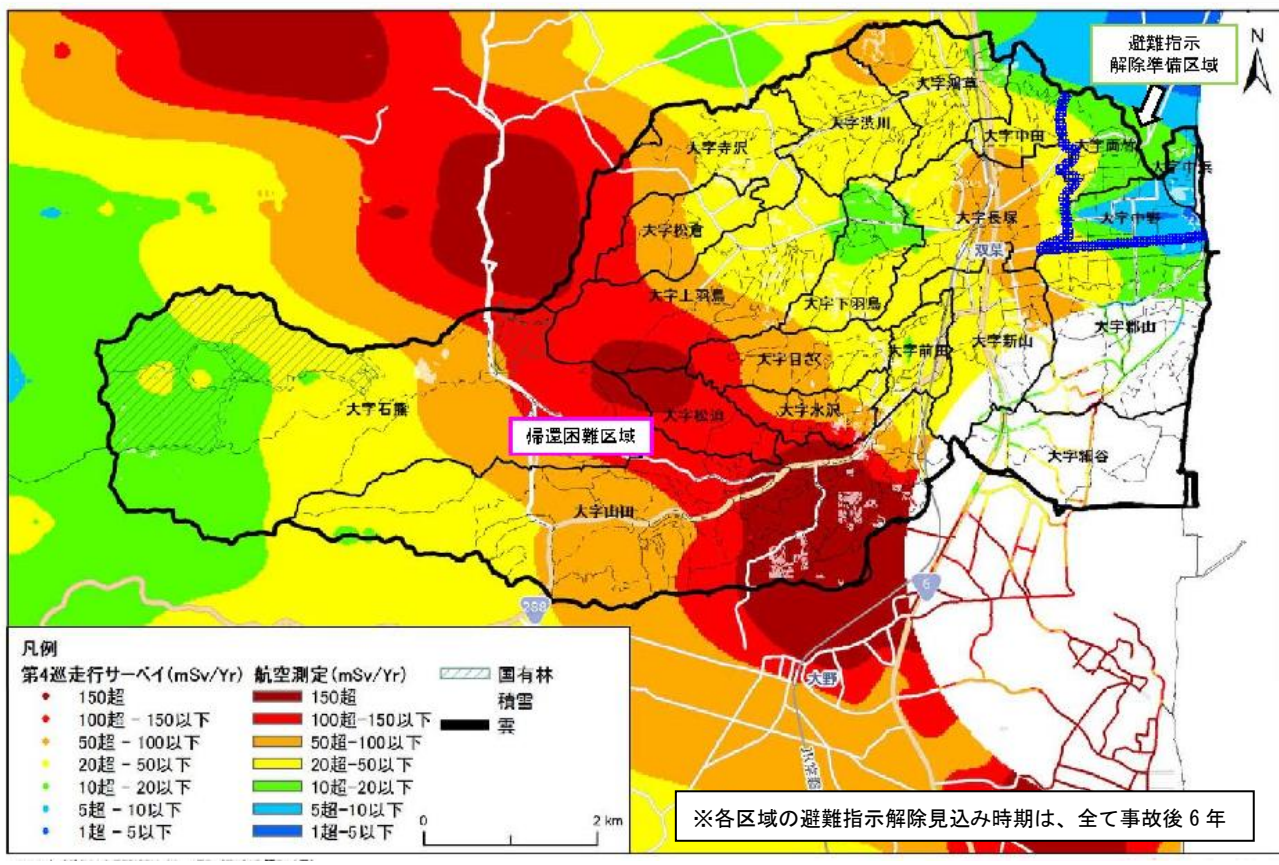 避難指示
解除準備区域
N
大字鴻草
大字渋川
大字中田
大字両竹
大字寺沢
大字中浜
大字長塚
大字中野
大字松倉
双葉
大字上羽鳥
大字下羽鳥
大字郡山
大字新山
大字前田
大字目迫
大字石熊
大字松迫
大字水沢
帰還困難区域
大字細谷
大字山田
6
288
大野
凡例
第4巡走行サーベイ(mSv/Yr) 航空測定(mSv/Yr) 国有林
150超 150超 積雪
100超 - 150以下 100超-150以下 雲
50超 - 100以下 50超-100以下
20超 - 50以下 20超-50以下
10超 - 20以下 10超-20以下
5超 - 10以下 5超-10以下
1超 - 5以下 1超-5以下
0 2 km
※各区域の避難指示解除見込み時期は、全て事故後 6 年